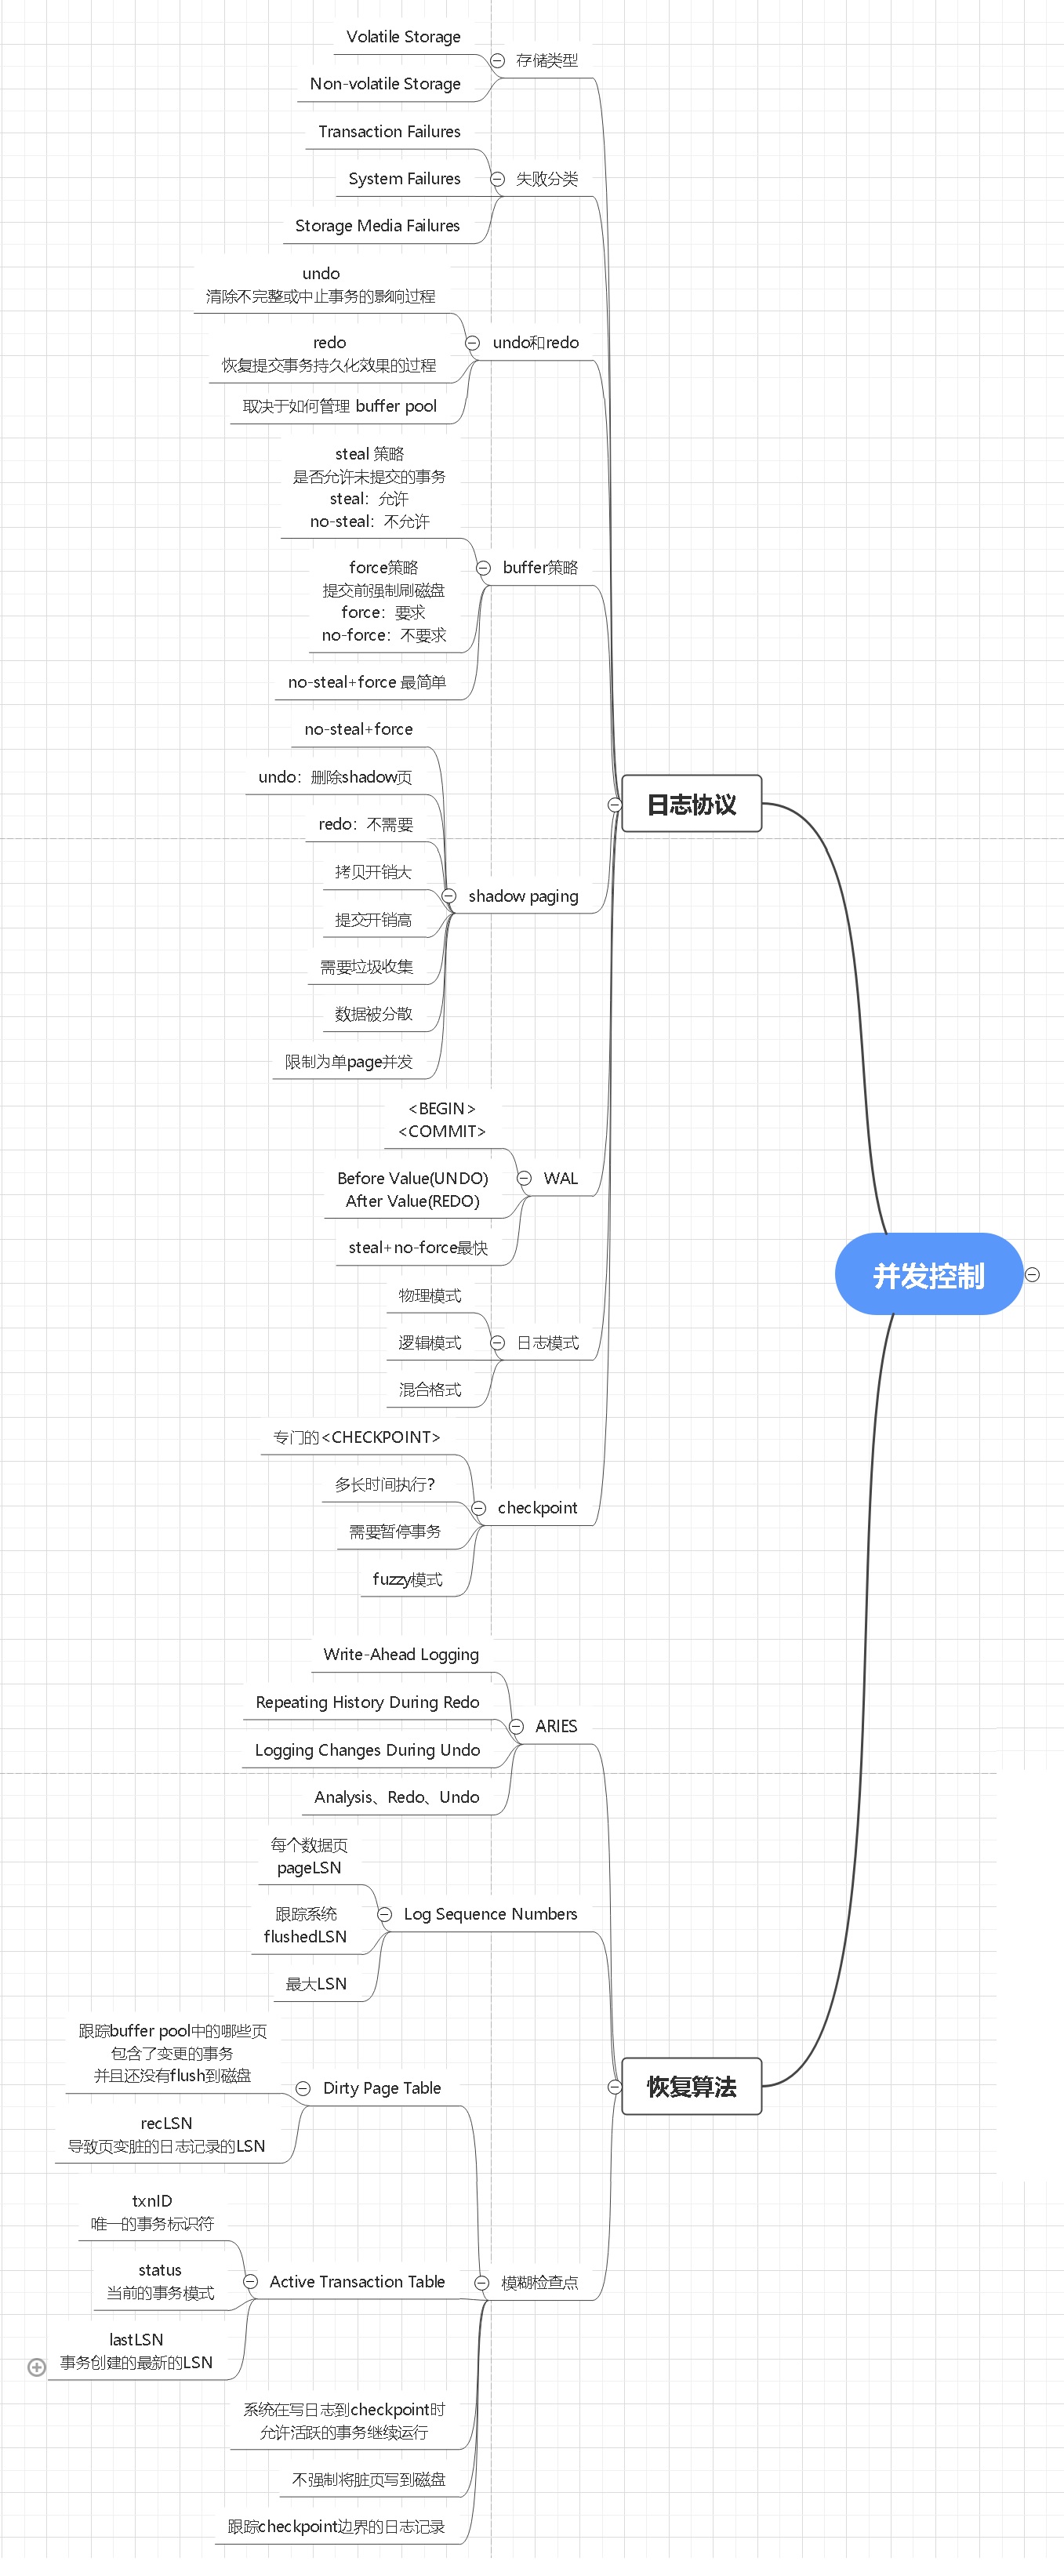 Volatile Storage
存储类型
Non-volatile Storage
Transaction Failures
System Failures
失败分类
Storage Media Failures
undo
清除不完整或中止事务的影响过程
undo和redo
redo
恢复提交事务持久化效果的过程
取决于如何管理 buffer pool
steal 策略
是否允许未提交的事务
steal：允许
no-steal：不允许
buffer策略
force策略
提交前强制刷磁盘
force：要求
no-force：不要求
no-steal+force 最简单
no-steal+force
undo：删除shadow页
日志协议
redo：不需要
拷贝开销大
shadow paging
提交开销高
需要垃圾收集
数据被分散
限制为单page并发
<BEGIN>
<COMMIT>
WAL
Before Value(UNDO)
After Value(REDO)
steal+no-force最快
并发控制
物理模式
逻辑模式
日志模式
混合格式
专门的<CHECKPOINT>
多长时间执行？
checkpoint
需要暂停事务
fuzzy模式
Write-Ahead Logging
Repeating History During Redo
ARIES
Logging Changes During Undo
Analysis、Redo、Undo
每个数据页
pageLSN
Log Sequence Numbers
跟踪系统
flushedLSN
最大LSN
跟踪buffer pool中的哪些页
包含了变更的事务
并且还没有flush到磁盘
Dirty Page Table
恢复算法
recLSN
导致页变脏的日志记录的LSN
txnID
唯一的事务标识符
status
当前的事务模式
Active Transaction Table
模糊检查点
lastLSN
事务创建的最新的LSN
系统在写日志到checkpoint时
允许活跃的事务继续运行
不强制将脏页写到磁盘
跟踪checkpoint边界的日志记录